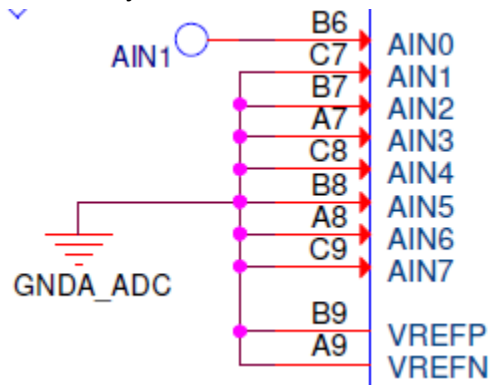 B6 AIN0
AIN1
C7 AIN1
B7 AIN2
A7 AIN3
C8 AIN4
B8 AIN5
A8 AIN6
C9 AIN7
GNDA_ADC
B9 VREFP
A9 VREFN